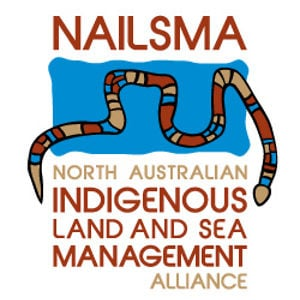 NAILSMA
NORTH AUSTRALIAN
INDIGENOUS
LAND AND SEA
MANAGEMENT
ALLIANCE